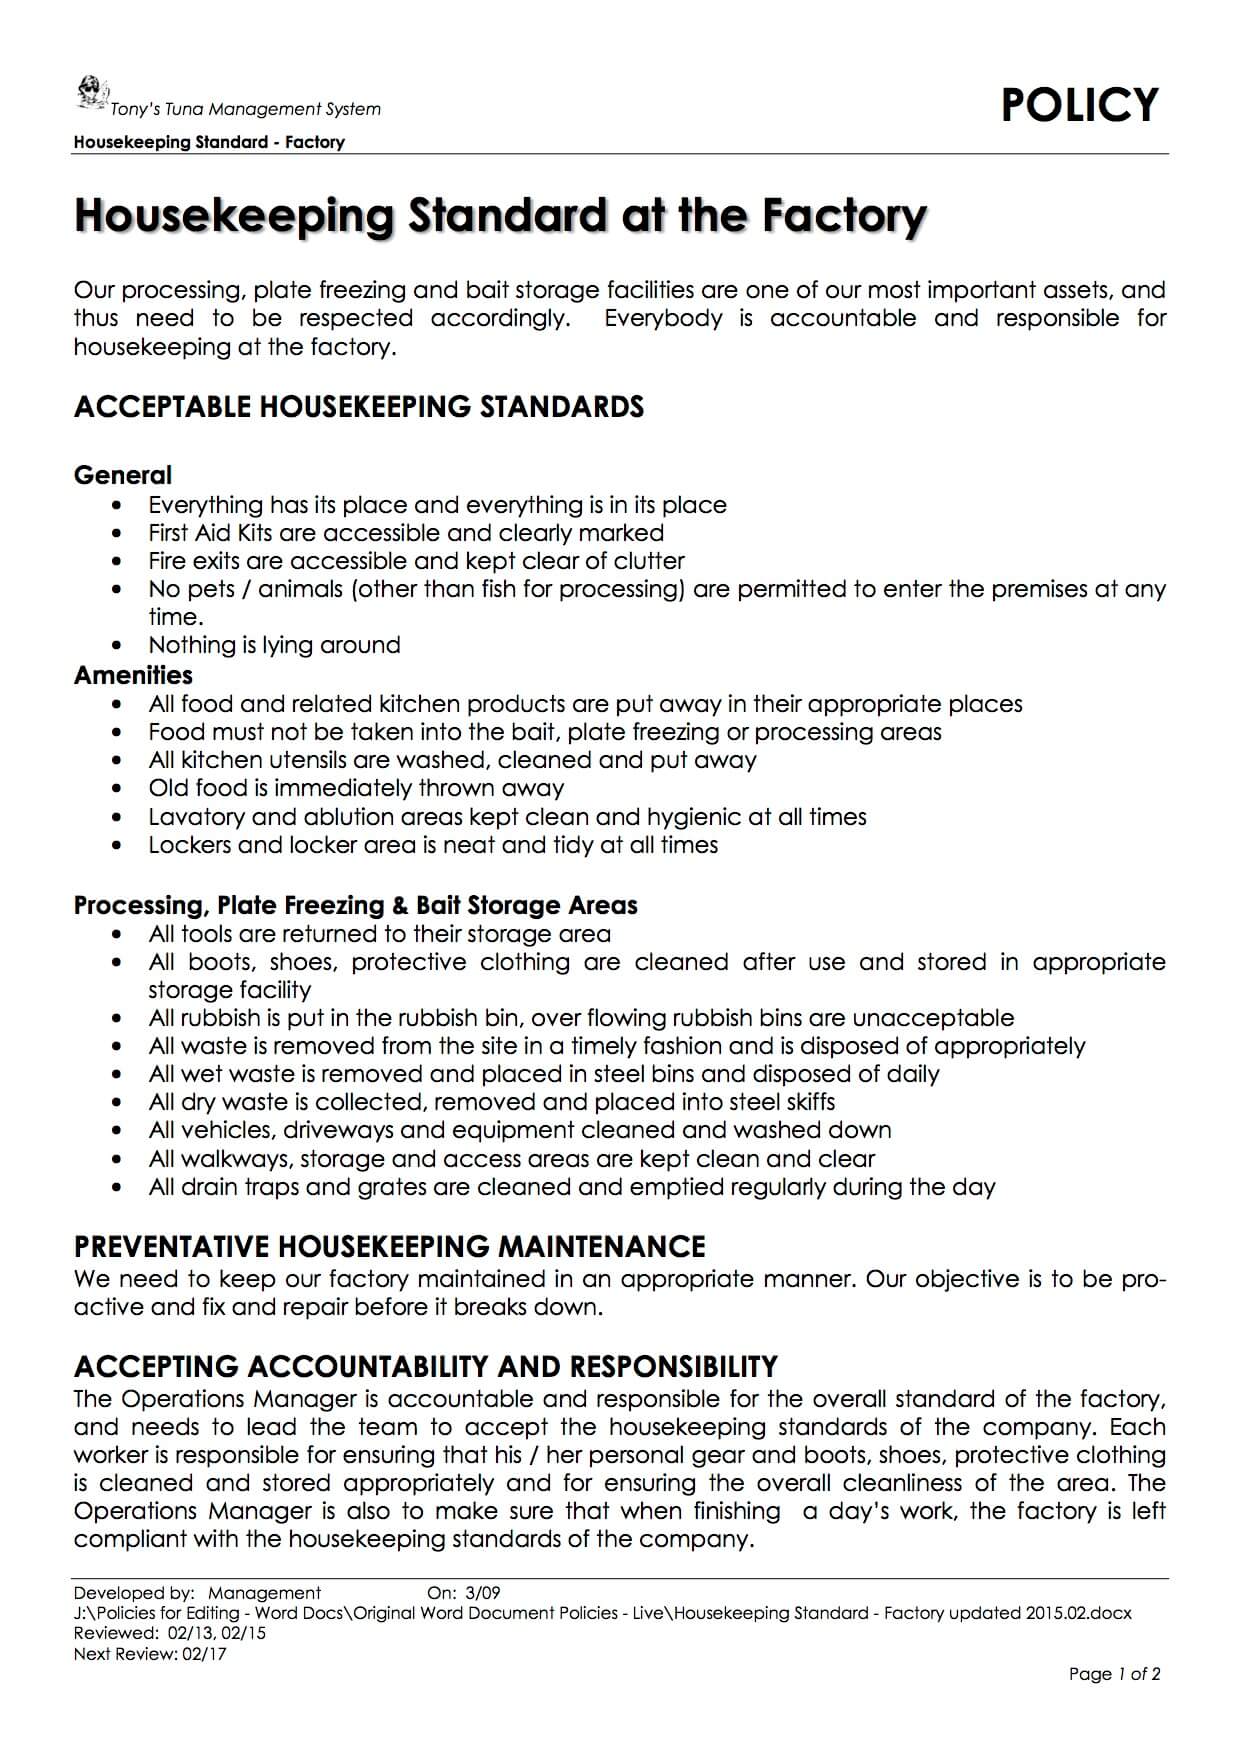 Tony's Tuna Management System
POLICY
Housekeeping Standard - Factory
Housekeeping Standard at the Factory
Our processing, plate freezing and bait storage facilities are one of our most important assets, and
thus need to be respected accordingly. Everybody is accountable and responsible for
housekeeping at the factory.
ACCEPTABLE HOUSEKEEPING STANDARDS
General
• Everything has its place and everything is in its place
• First Aid Kits are accessible and clearly marked
• Fire exits are accessible and kept clear of clutter
• No pets / animals (other than fish for processing) are permitted to enter the premises at any
time.
• Nothing is lying around
Amenities
• All food and related kitchen products are put away in their appropriate places
• Food must not be taken into the bait, plate freezing or processing areas
• All kitchen utensils are washed, cleaned and put away
• Old food is immediately thrown away
• Lavatory and ablution areas kept clean and hygienic at all times
• Lockers and locker area is neat and tidy at all times
Processing, Plate Freezing & Bait Storage Areas
• All tools are returned to their storage area
• All boots, shoes, protective clothing are cleaned after use and stored in appropriate
storage facility
• All rubbish is put in the rubbish bin, over flowing rubbish bins are unacceptable
• All waste is removed from the site in a timely fashion and is disposed of appropriately
• All wet waste is removed and placed in steel bins and disposed of daily
• All dry waste is collected, removed and placed into steel skiffs
• All vehicles, driveways and equipment cleaned and washed down
• All walkways, storage and access areas are kept clean and clear
• All drain traps and grates are cleaned and emptied regularly during the day
PREVENTATIVE HOUSEKEEPING MAINTENANCE
We need to keep our factory maintained in an appropriate manner. Our objective is to be pro-
active and fix and repair before it breaks down.
ACCEPTING ACCOUNTABILITY AND RESPONSIBILITY
The Operations Manager is accountable and responsible for the overall standard of the factory,
and needs to lead the team to accept the housekeeping standards of the company. Each
worker is responsible for ensuring that his / her personal gear and boots, shoes, protective clothing
is cleaned and stored appropriately and for ensuring the overall cleanliness of the area. The
Operations Manager is also to make sure that when finishing a day's work, the factory is left
compliant with the housekeeping standards of the company.
Developed by: Management On: 3/09
J:\Policies for Editing - Word Docs\Original Word Document Policies - Live\Housekeeping Standard - Factory updated 2015.02.docx
Reviewed: 02/13, 02/15
Next Review: 02/17
Page 1 of 2